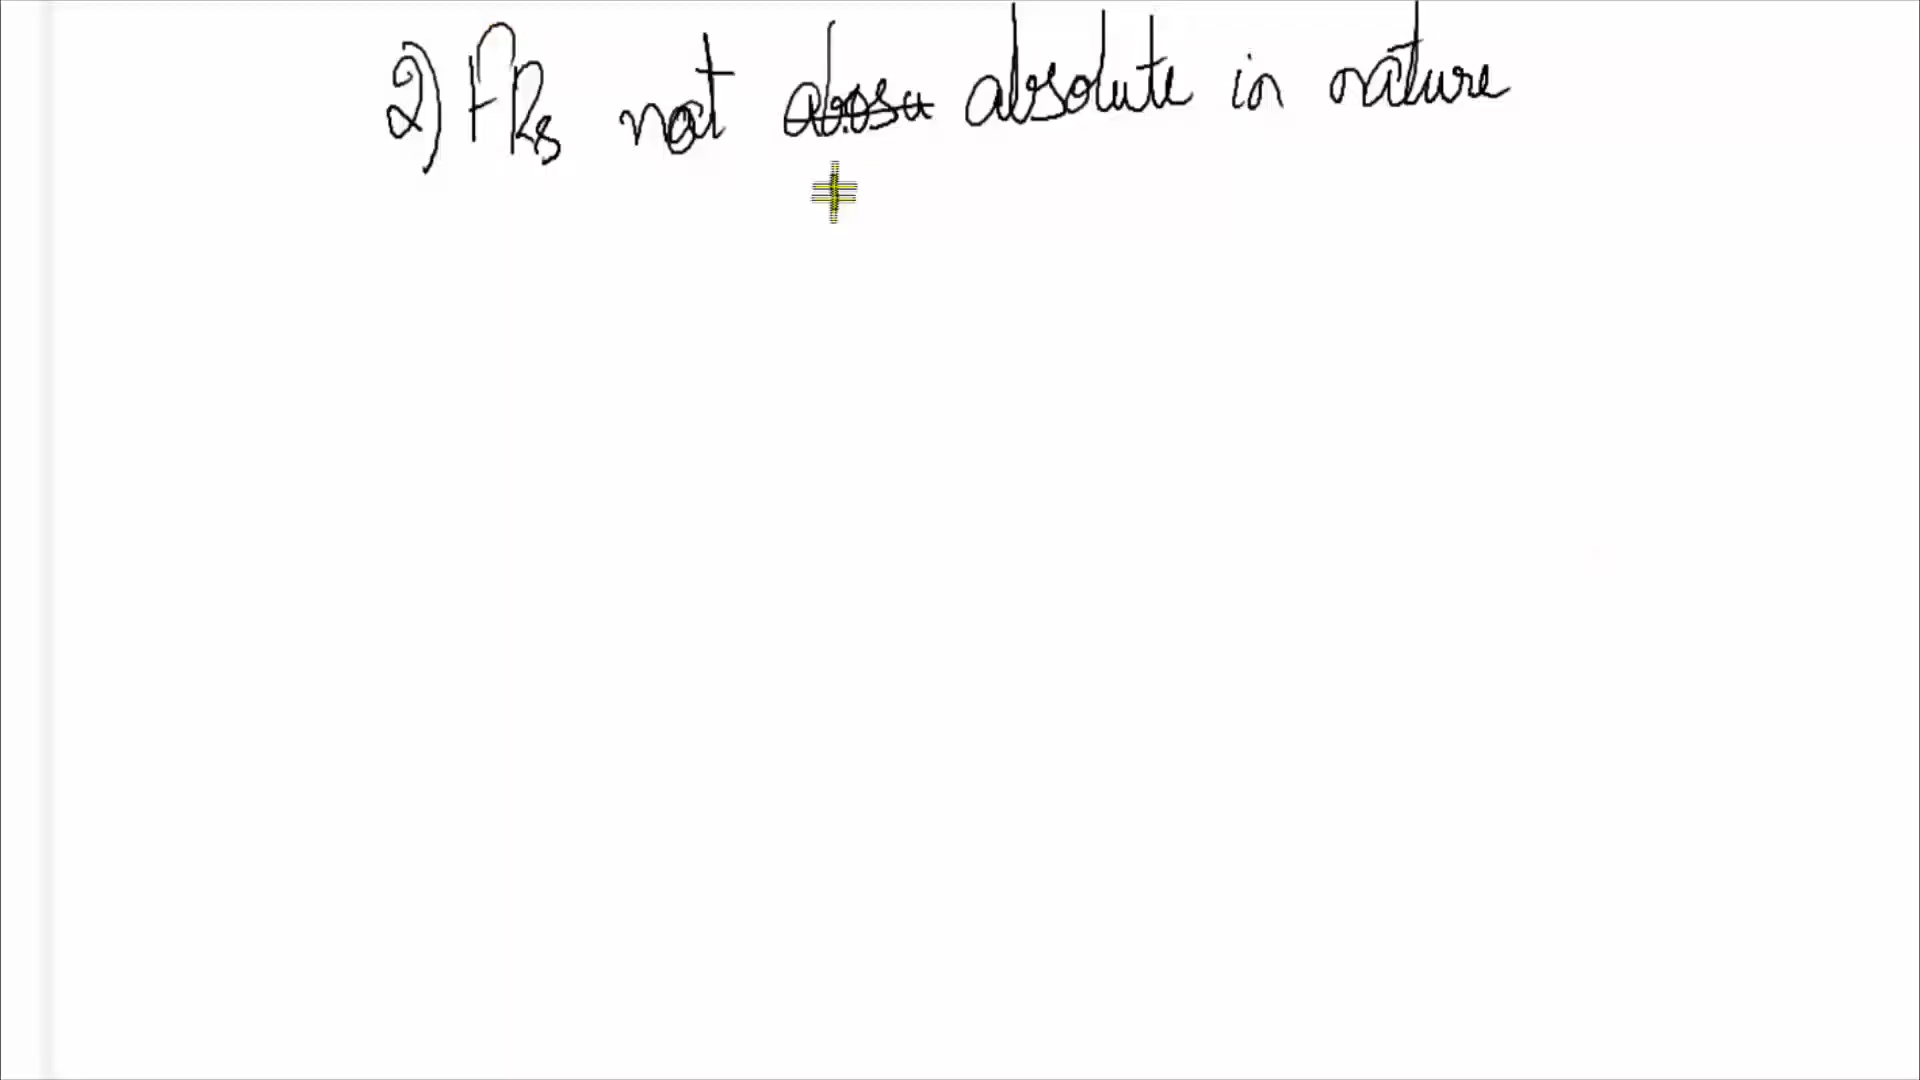 2) FRs not absolute in nature